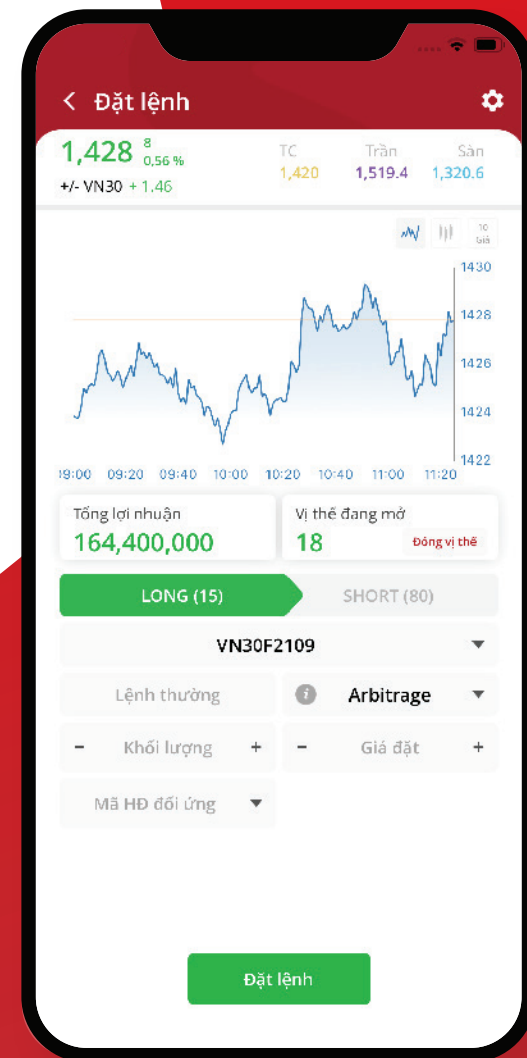 Đặt lệnh
1,428 8 0,56 %
TC Trần Sàn
1,420 1,519.4 1,320.6
+/- VN30 + 1.46
10 Giá
1430
1428
1426
1424
1422
19:00 09:20 09:40 10:00 10:20 10:40 11:00 11:20
Tổng lợi nhuận
164,400,000
Vị thế đang mở
18 Đóng vị thế
LONG (15) SHORT (80)
VN30F2109
Lệnh thường i Arbitrage
- Khối lượng + - Giá đặt +
Mã HĐ đối ứng
Đặt lệnh